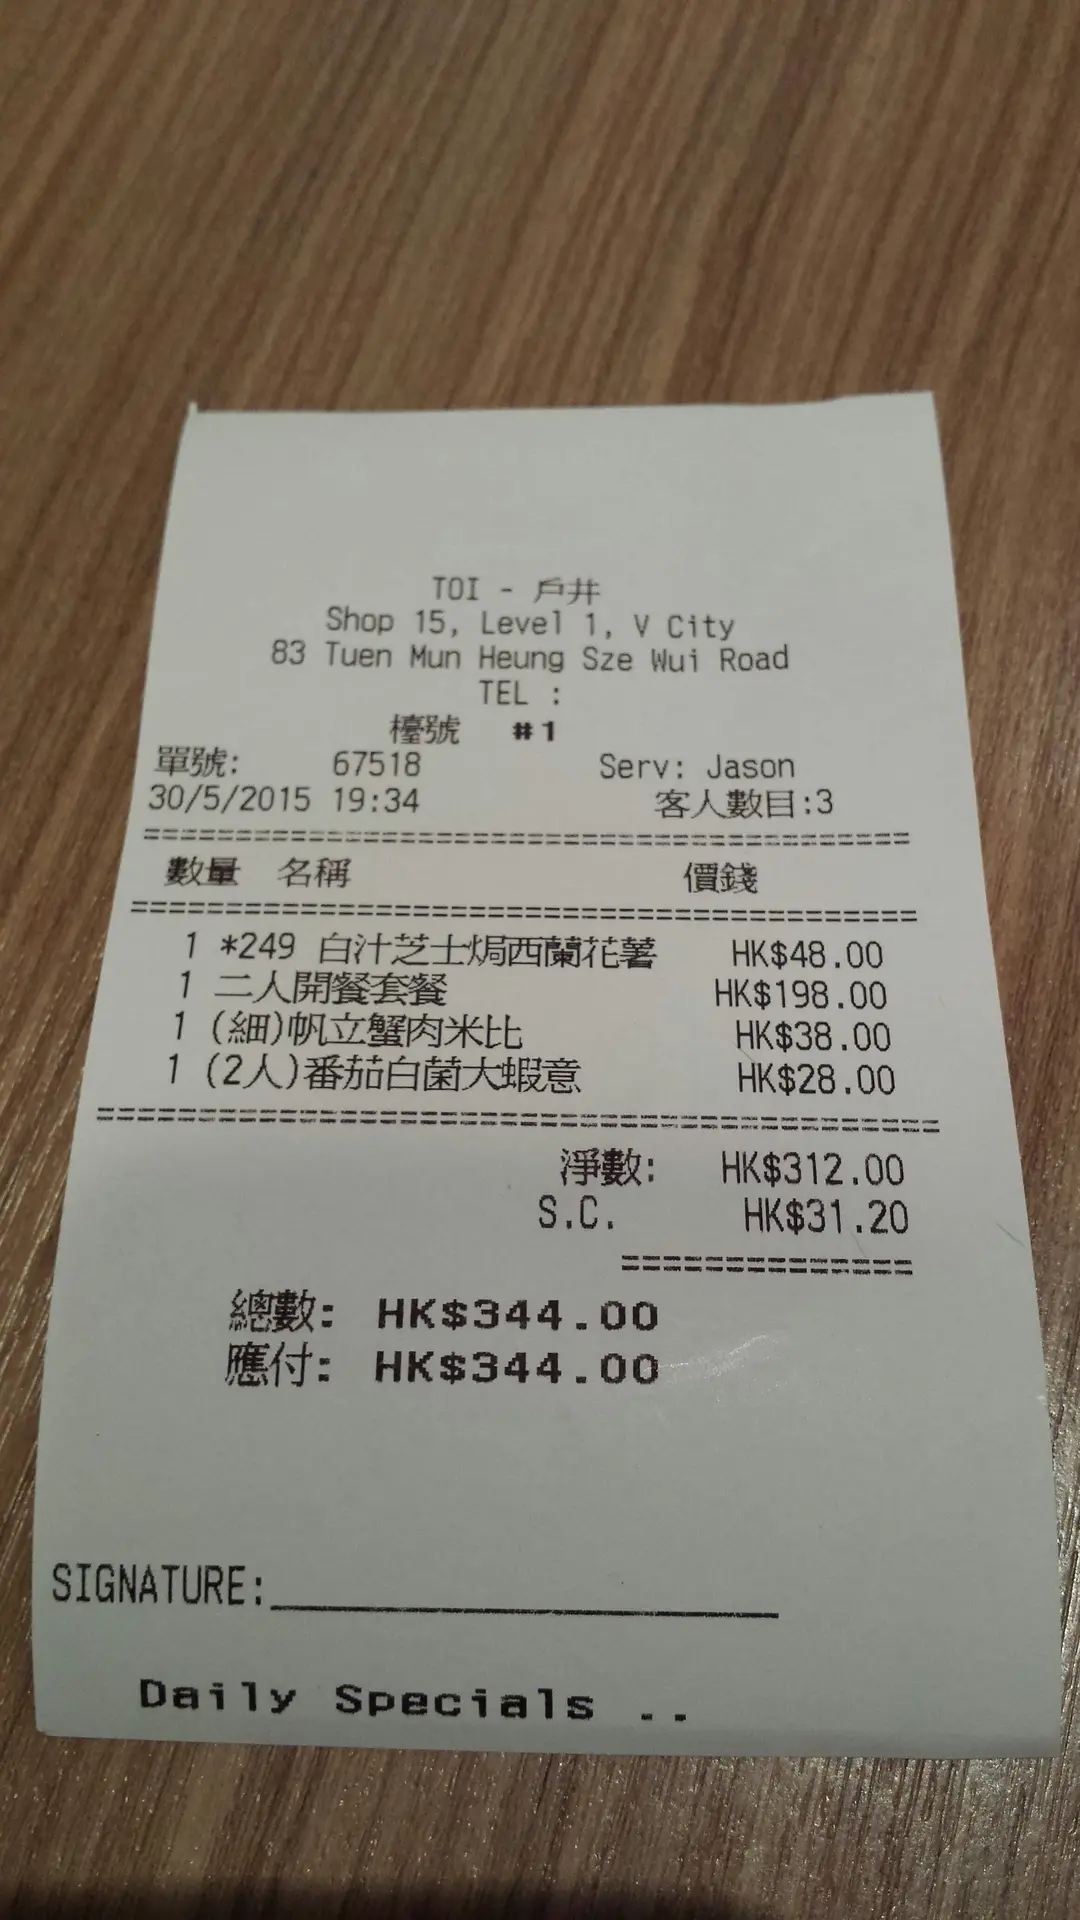 TOI - 戶井
Shop 15, Level 1, V City
83 Tuen Mun Heung Sze Wui Road
TEL :
檯號 #1
單號: 67518 Serv: Jason
30/5/2015 19:34 客人數目:3
數量 名稱 價錢
1 *249 白汁芝士焗西蘭花薯 HK$48.00
1 二人開餐套餐 HK$198.00
1 (細)帆立蟹肉米比 HK$38.00
1 (2人)番茄白菌大蝦意 HK$28.00
淨數: HK$312.00
S.C. HK$31.20
總數: HK$344.00
應付: HK$344.00
SIGNATURE:
Daily Specials ..